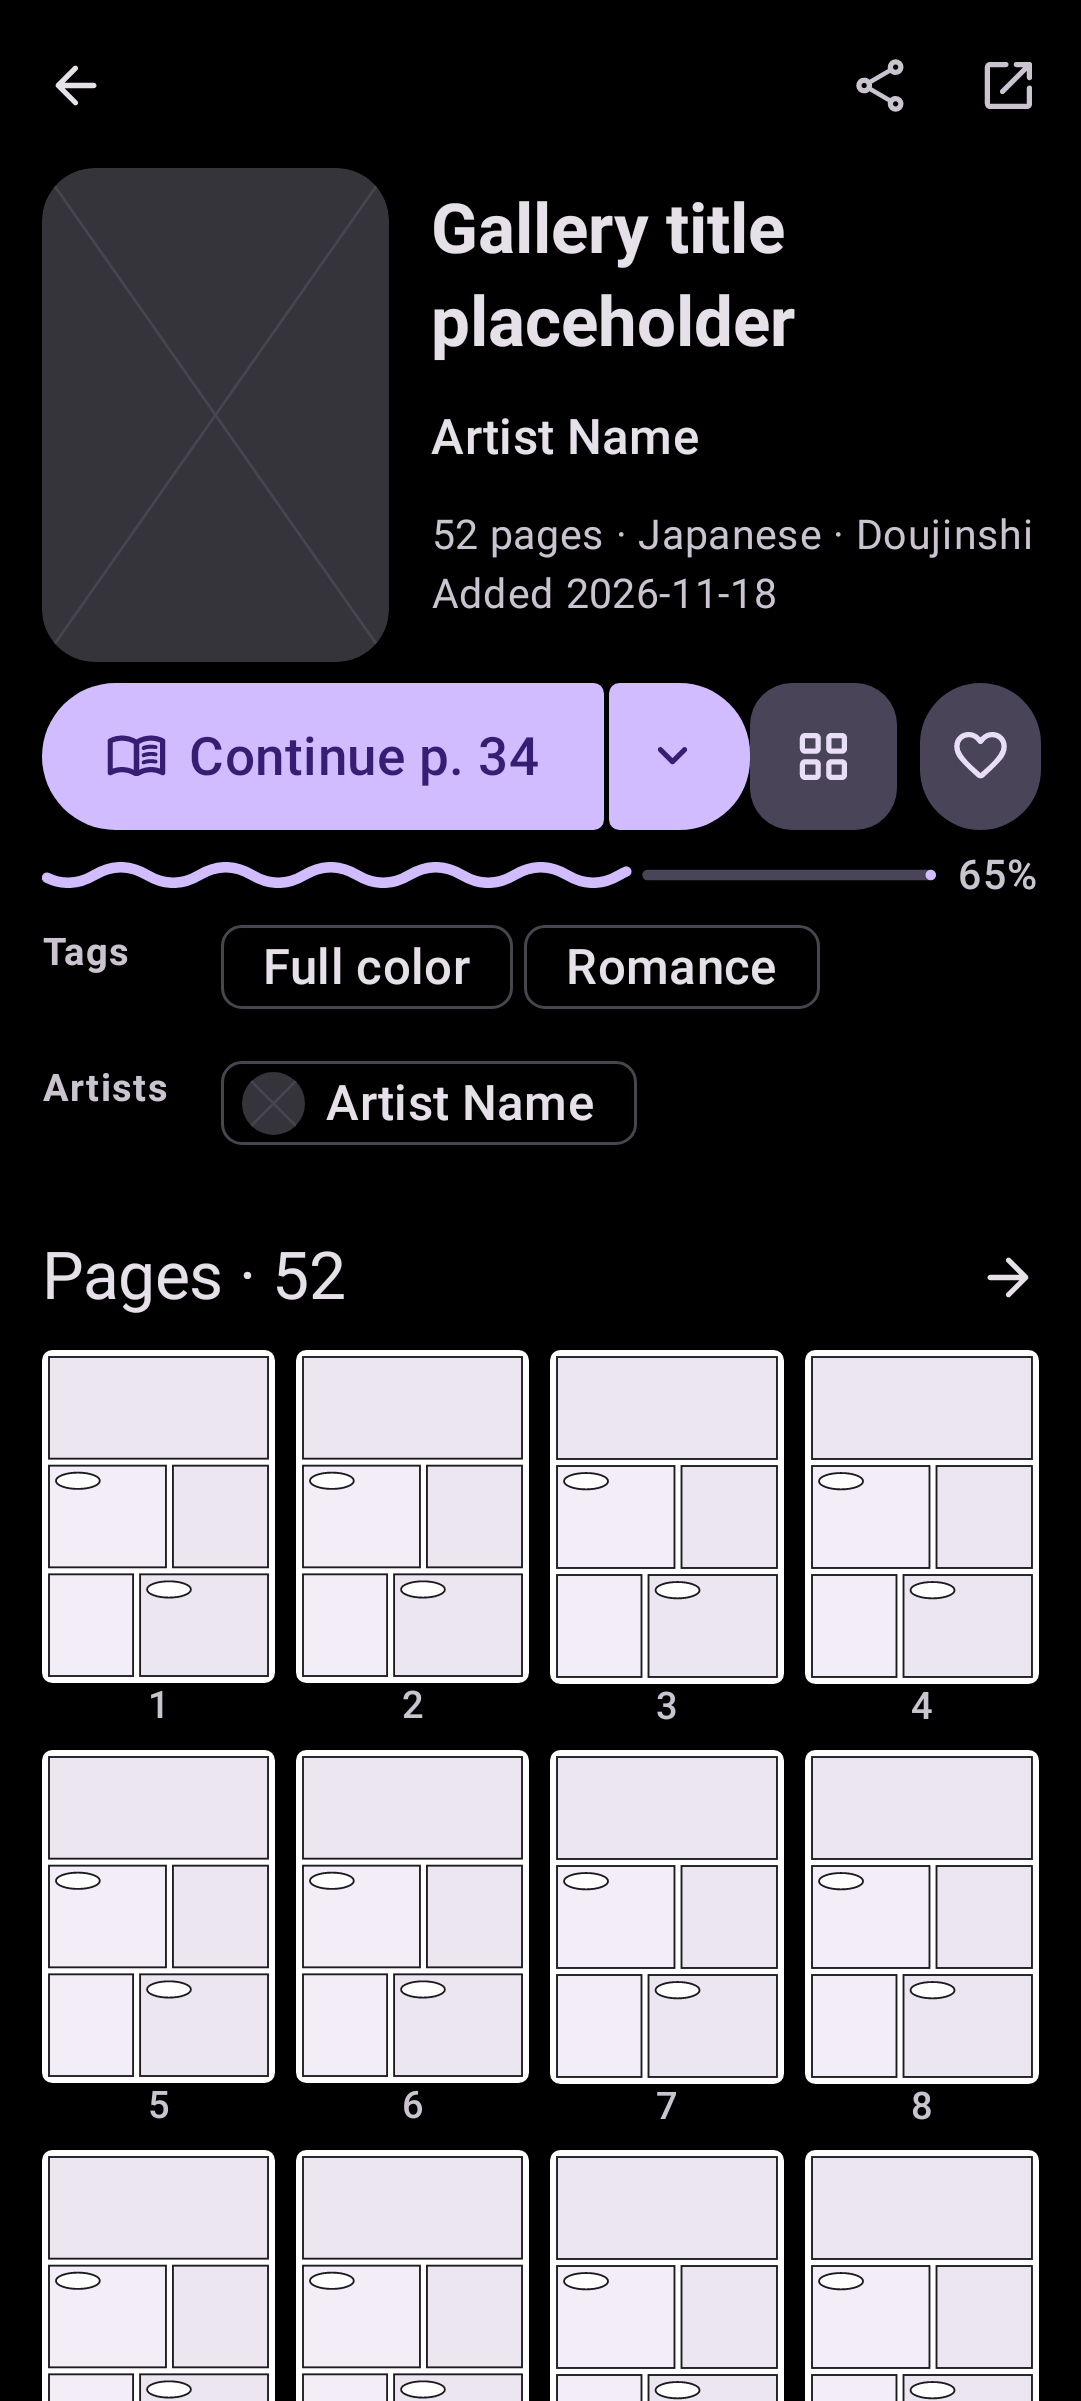 Gallery title
placeholder
Artist Name
52 pages · Japanese · Doujinshi
Added 2026-11-18
Continue p. 34
65%
Tags
Full color
Romance
Artists
Artist Name
Pages · 52
1
2
3
4
5
6
7
8